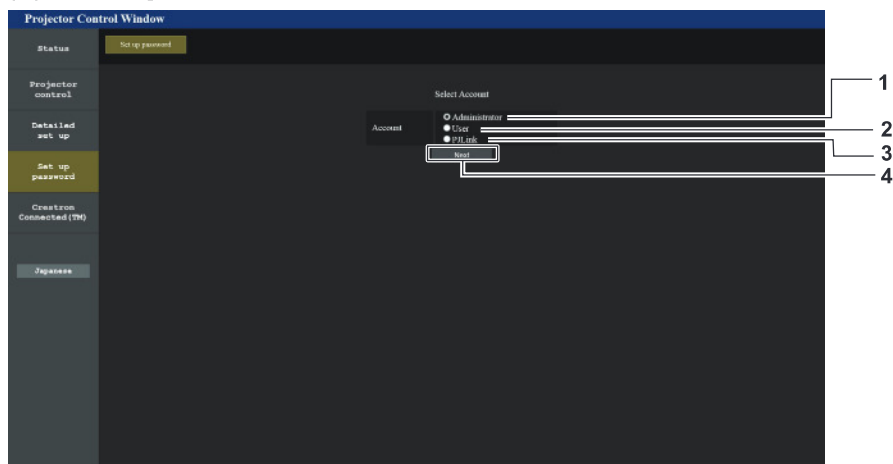 Projector Control Window
Status
Set up password
Projector
control
Detailed
set up
Set up
password
Crestron
Connected(TM)
Japanese
Select Account
Account
Administrator
User
PJLink
Next
1
2
3
4